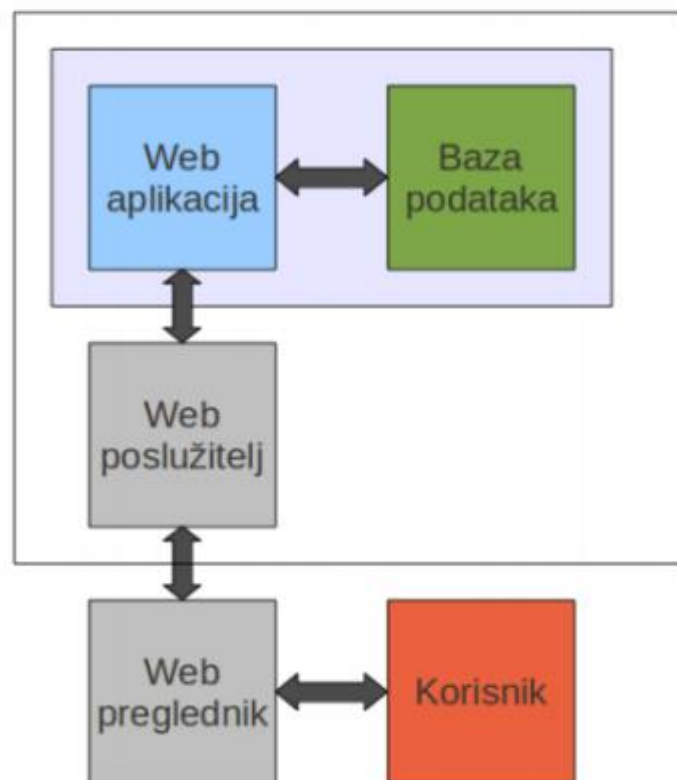 Web
aplikacija
Baza
podataka
Web
poslužitelj
Web
preglednik
Korisnik